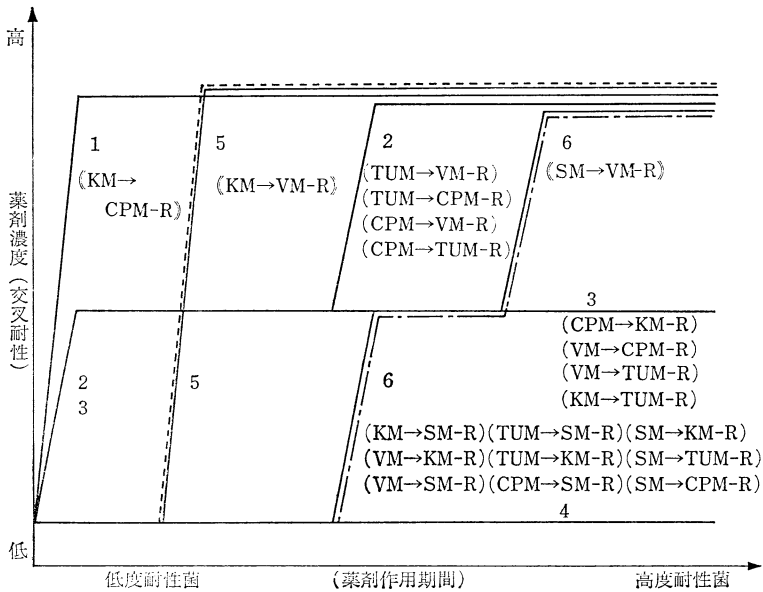 高
1
5
2
6
《KM→
CPM-R》
《KM→VM-R》
(TUM→VM-R)
(TUM→CPM-R)
(CPM→VM-R)
(CPM→TUM-R)
《SM→VM-R》
薬剤濃度(交叉耐性)
3
(CPM→KM-R)
(VM→CPM-R)
(VM→TUM-R)
(KM→TUM-R)
2
3
5
6
(KM→SM-R)(TUM→SM-R)(SM→KM-R)
(VM→KM-R)(TUM→KM-R)(SM→TUM-R)
(VM→SM-R)(CPM→SM-R)(SM→CPM-R)
4
低
低度耐性菌 (薬剤作用期間) 高度耐性菌